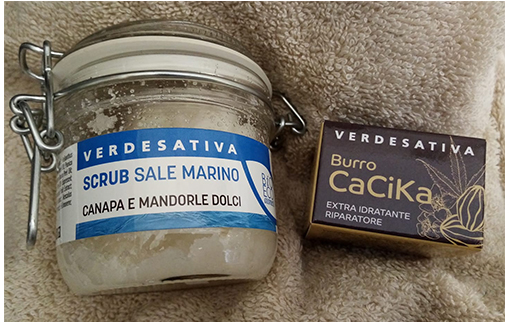 VERDESATIVA
SCRUB SALE MARINO
CANAPA E MANDORLE DOLCI
VERDESATIVA
Burro
CaCiKa
EXTRA IDRATANTE
RIPARATORE